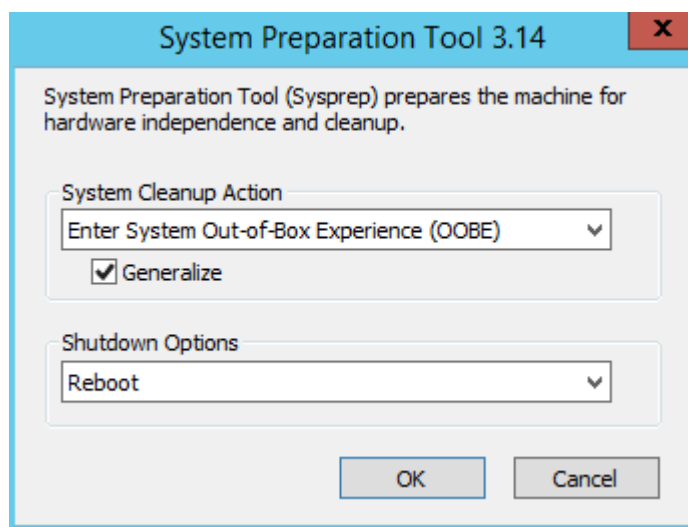 System Preparation Tool 3.14
x
System Preparation Tool (Sysprep) prepares the machine for
hardware independence and cleanup.
System Cleanup Action
Enter System Out-of-Box Experience (OOBE)
Generalize
Shutdown Options
Reboot
OK
Cancel